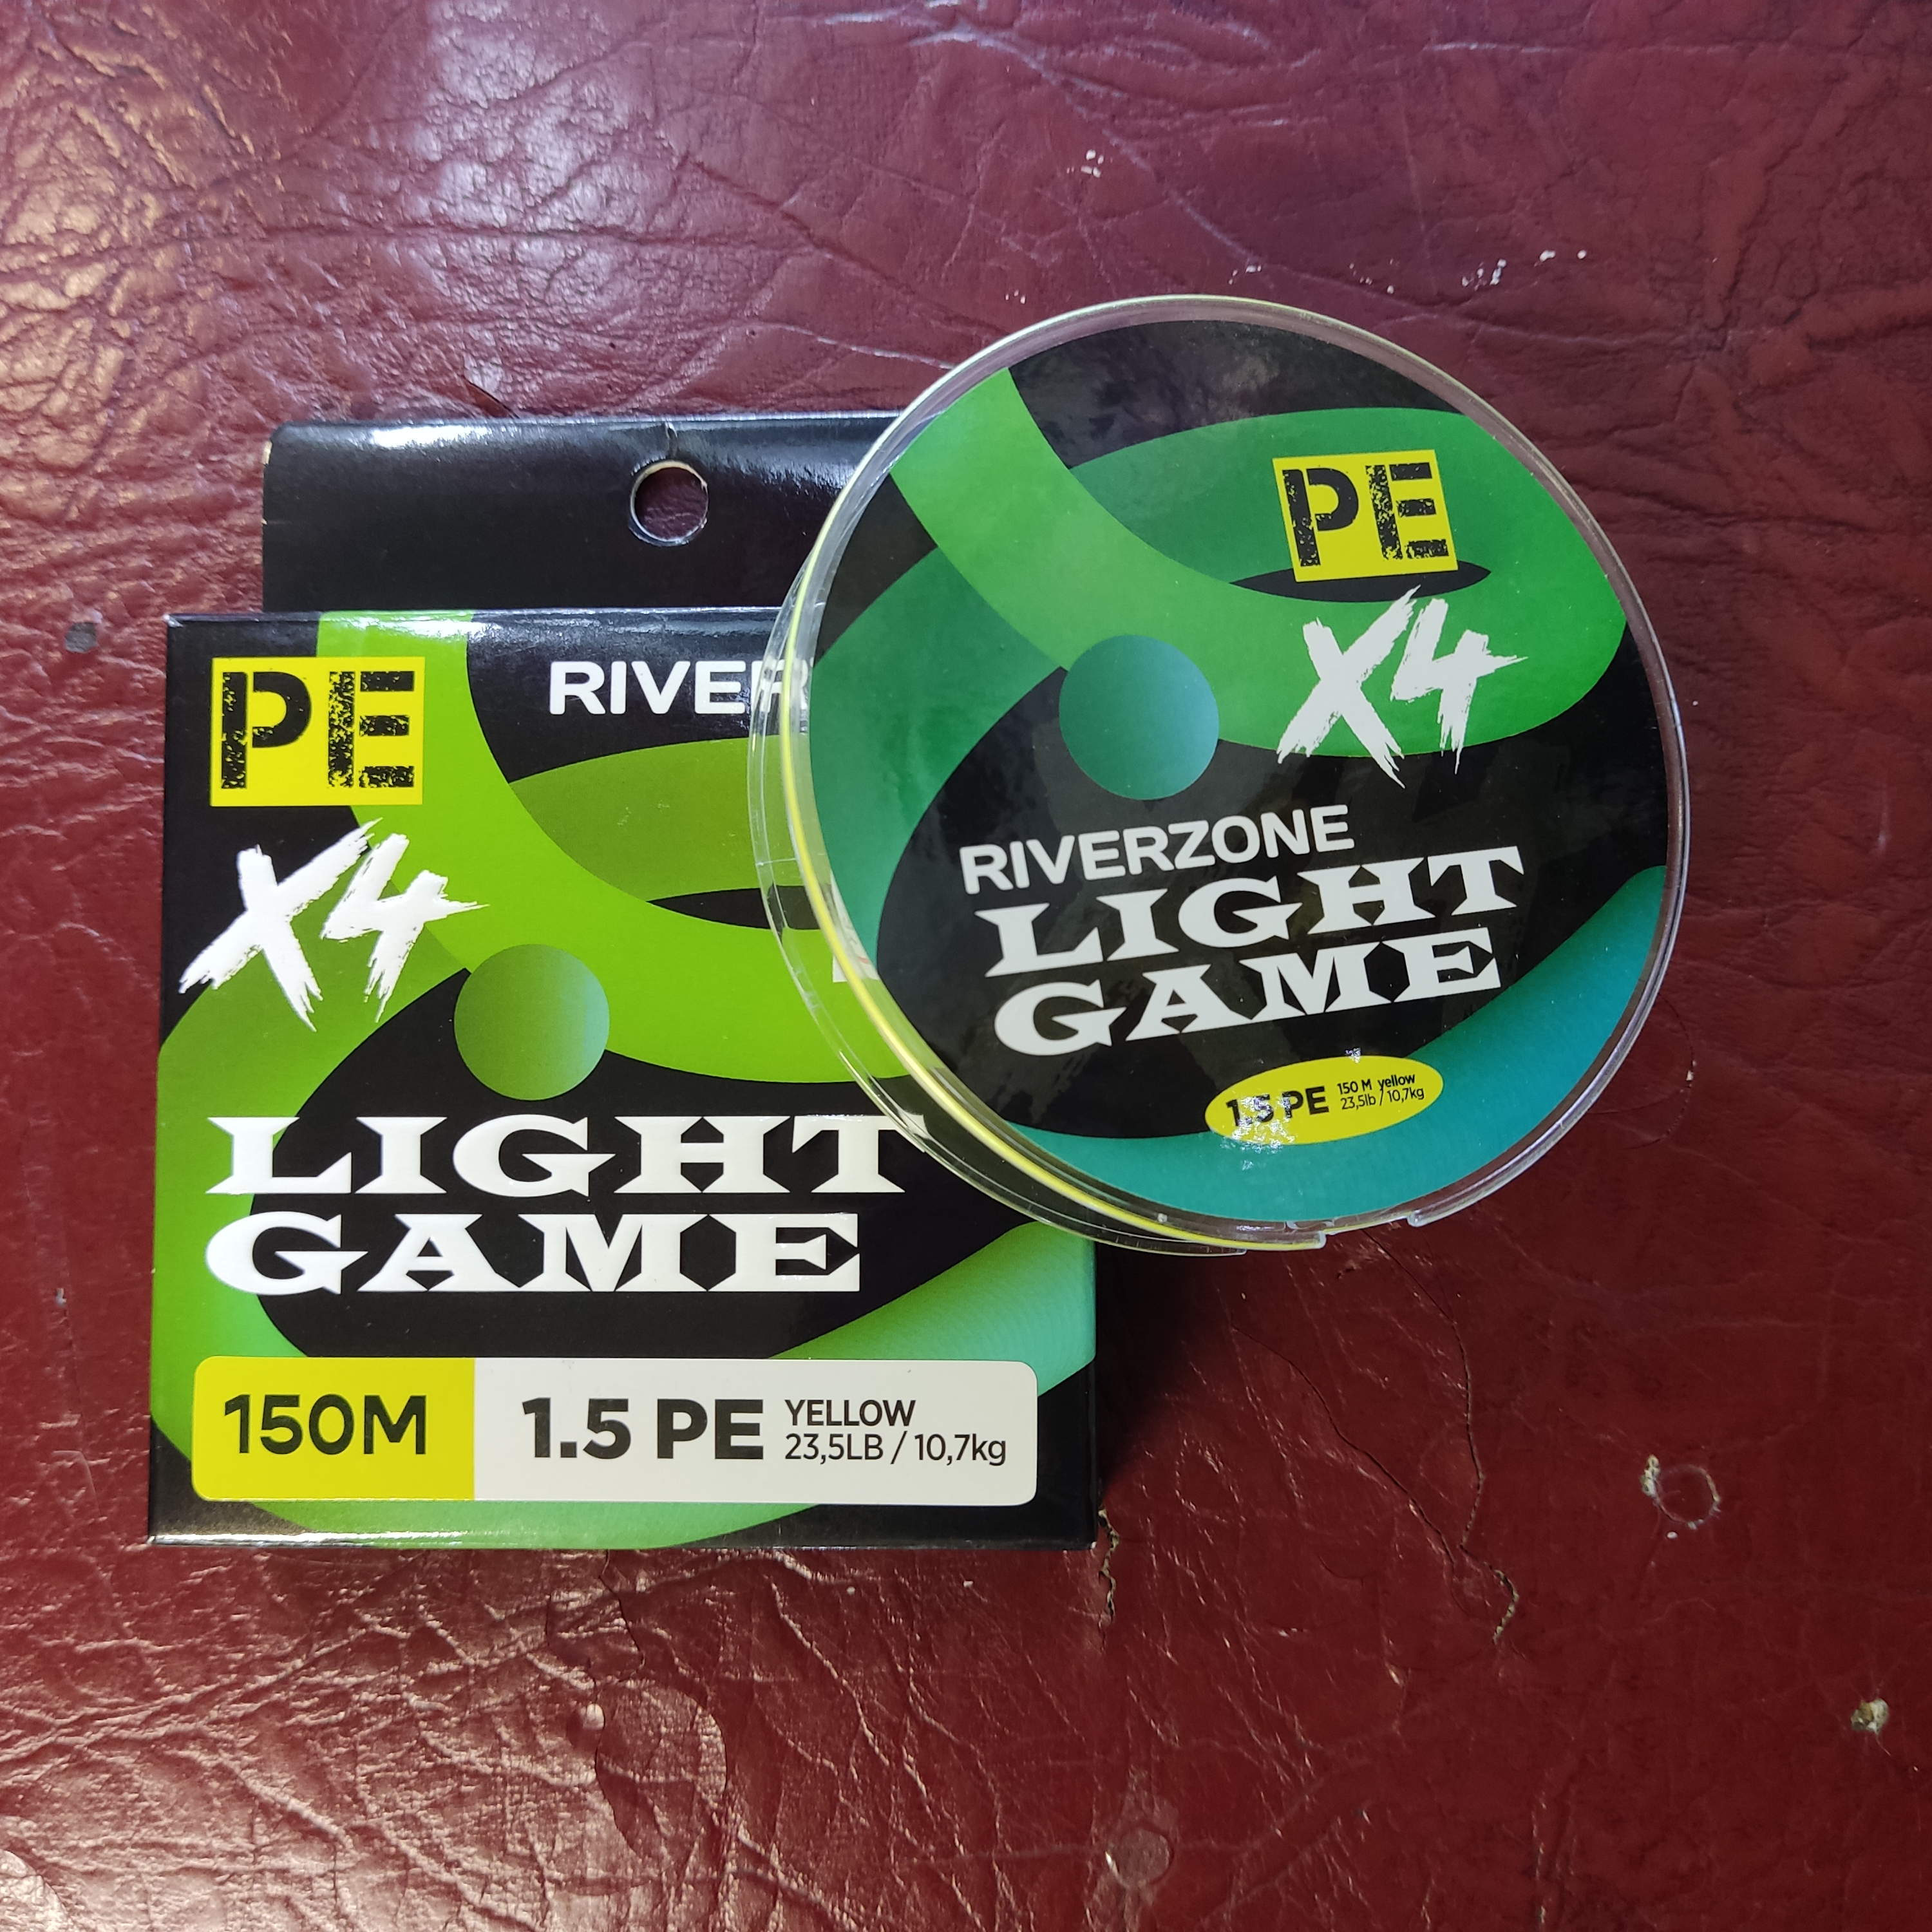 PE
X4
LIGHT
GAME
150M
1.5 PE
YELLOW
23,5LB / 10,7kg
PE
X4
RIVERZONE
LIGHT
GAME
1.5 PE
150 M yellow
23,5lb / 10,7kg